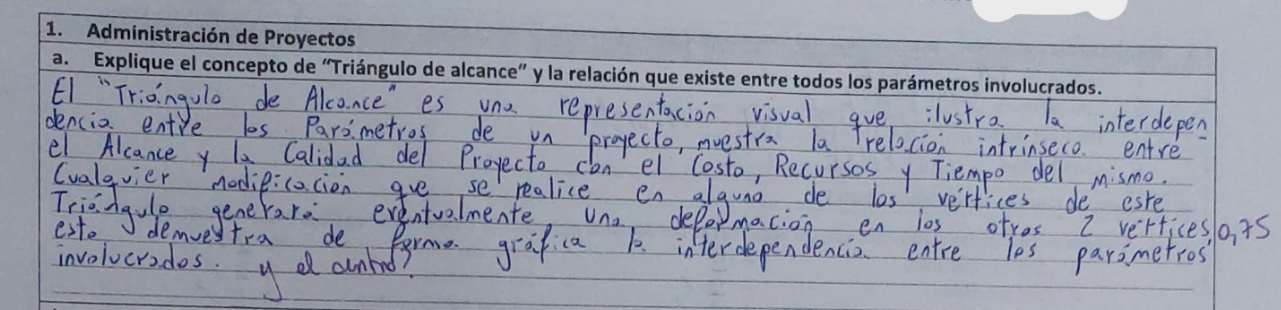 1. Administración de Proyectos
a. Explique el concepto de “Triángulo de alcance” y la relación que existe entre todos los parámetros involucrados.
El "Triángulo de Alcance" es una representación visual que ilustra la interdepen
dencia entre los Parámetros de un proyecto, muestra la relación intrínseca entre
el Alcance y la Calidad del Proyecto con el Costo, Recursos y Tiempo del mismo.
Cualquier modificación que se realice en alguno de los vértices de este
Triángulo generará eventualmente una deformación en los otros 2 vértices, 0,75
esto demuestra de forma gráfica la interdependencia entre los parámetros
involucrados. y el centro?